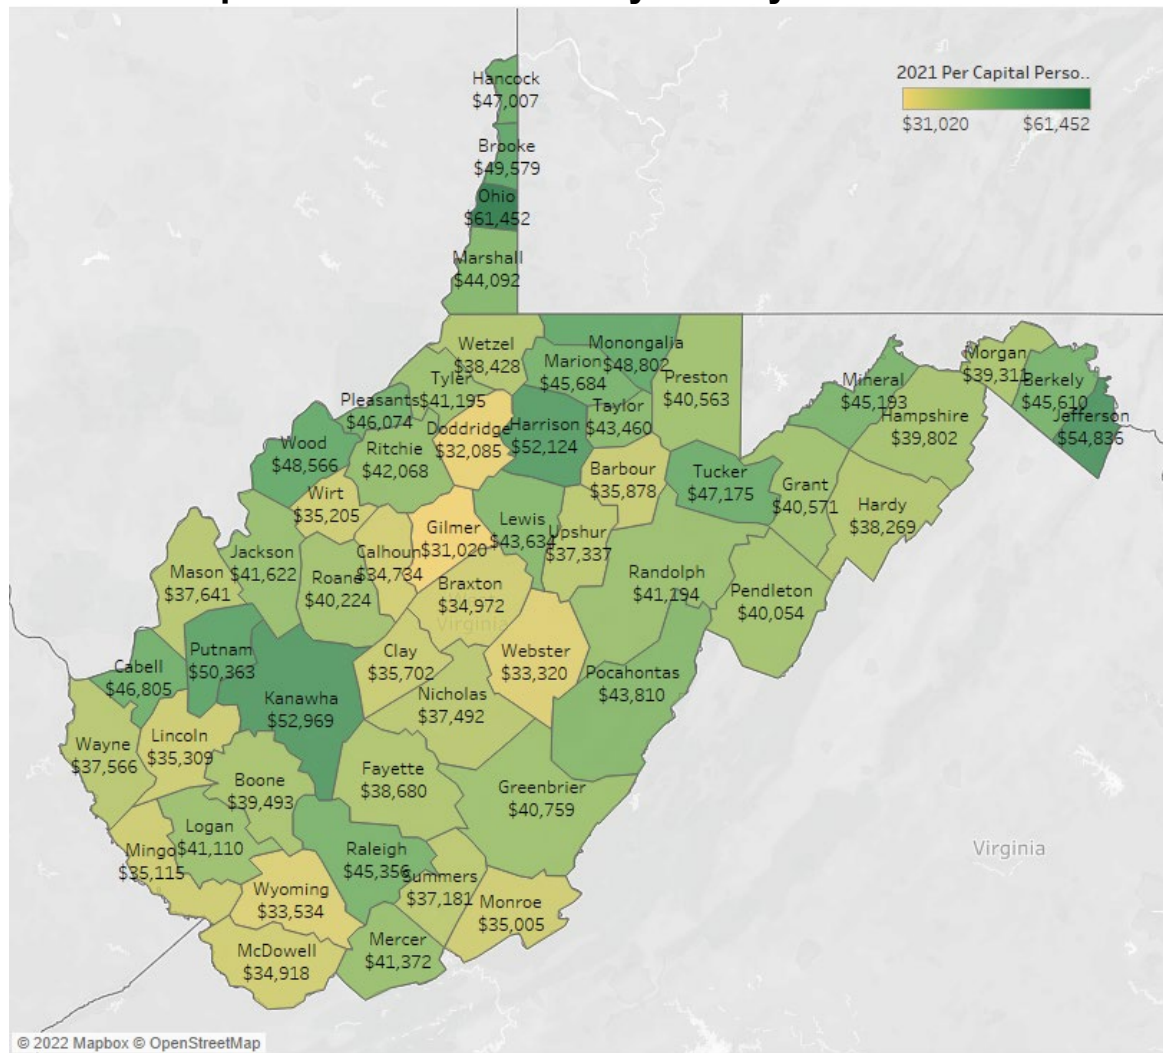 2021 Per Capital Perso..
$31,020 $61,452
Hancock
$47,007
Brooke
$49,579
Ohio
$61,452
Marshall
$44,092
Wetzel
$38,428
Monongalia
$48,802
Marion
$45,684
Preston
$40,563
Tyler
$41,195
Pleasants
$46,074
Doddridge
$32,085
Harrison
$52,124
Taylor
$43,460
Wood
$48,566
Ritchie
$42,068
Barbour
$35,878
Tucker
$47,175
Grant
$40,571
Mineral
$45,193
Hampshire
$39,802
Morgan
$39,311
Berkely
$45,610
Jefferson
$54,836
Hardy
$38,269
Wirt
$35,205
Gilmer
$31,020
Lewis
$43,634
Upshur
$37,337
Calhoun
$34,734
Jackson
$41,622
Roane
$40,224
Mason
$37,641
Braxton
$34,972
Virginia
Randolph
$41,194
Pendleton
$40,054
Putnam
$50,363
Cabell
$46,805
Kanawha
$52,969
Clay
$35,702
Webster
$33,320
Nicholas
$37,492
Pocahontas
$43,810
Wayne
$37,566
Lincoln
$35,309
Boone
$39,493
Fayette
$38,680
Greenbrier
$40,759
Logan
$41,110
Mingo
$35,115
Raleigh
$45,356
Summers
$37,181
Wyoming
$33,534
Monroe
$35,005
McDowell
$34,918
Mercer
$41,372
Virginia
© 2022 Mapbox © OpenStreetMap